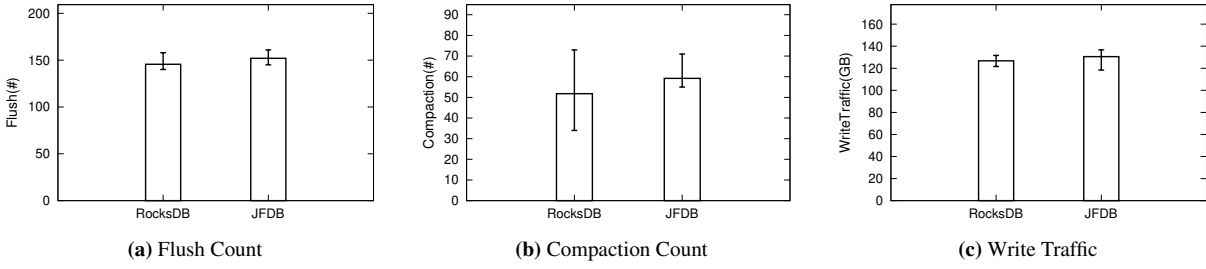 200
150
100
50
0
Flush(#)
RocksDB JFDB
(a) Flush Count
90
80
70
60
50
40
30
20
10
0
Compaction(#)
RocksDB JFDB
(b) Compaction Count
160
140
120
100
80
60
40
20
0
WriteTraffic(GB)
RocksDB JFDB
(c) Write Traffic